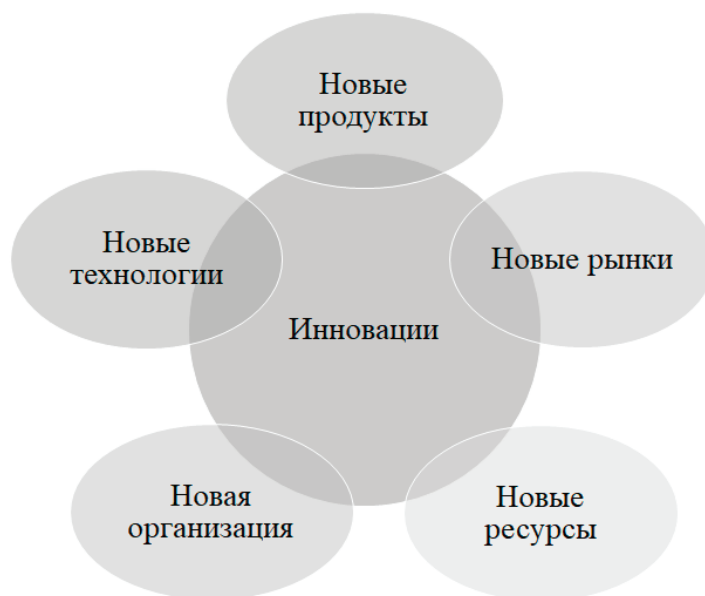 Новые
продукты
Новые
технологии
Новые рынки
Инновации
Новая
организация
Новые
ресурсы